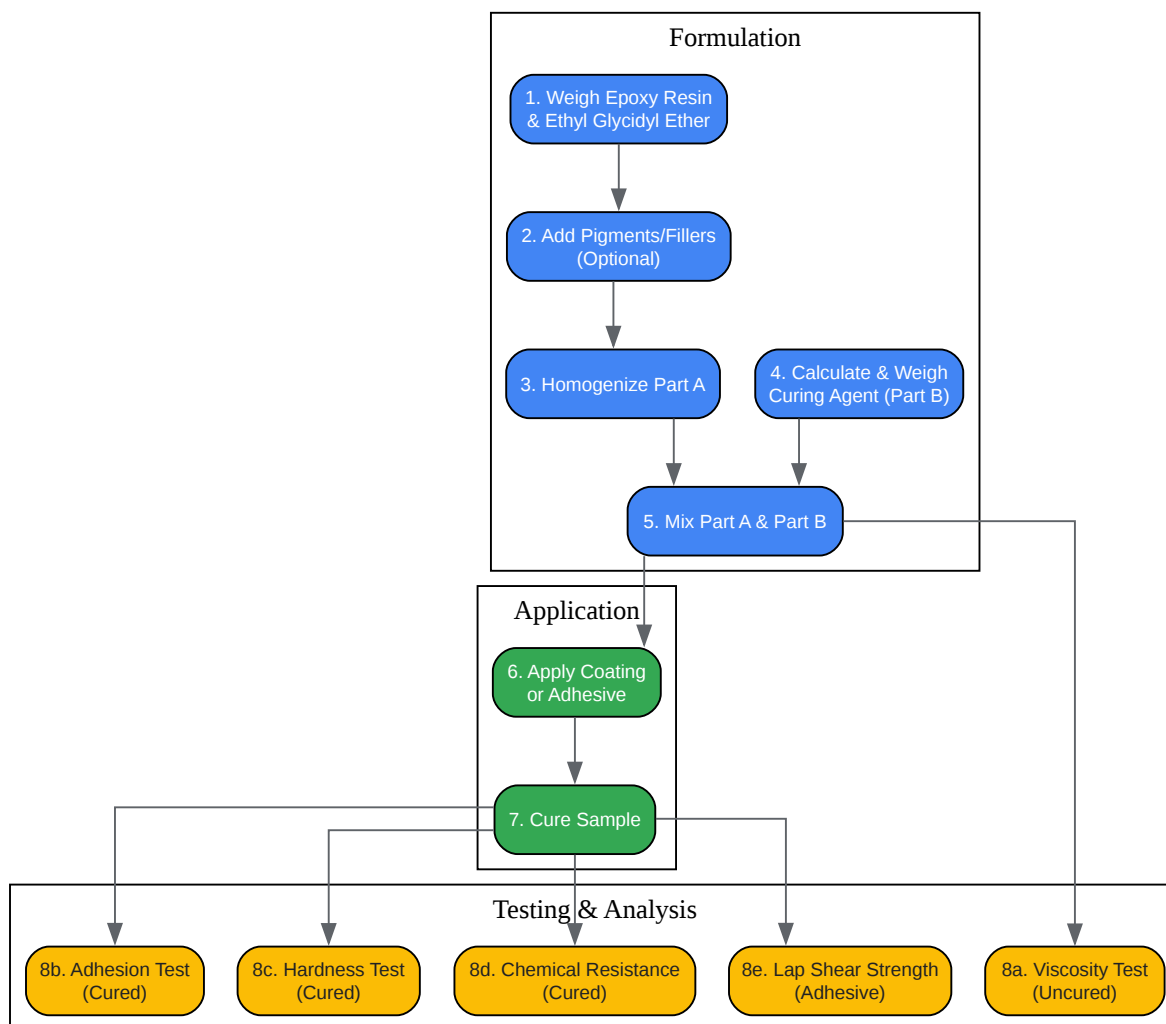 Formulation
1. Weigh Epoxy Resin
& Ethyl Glycidyl Ether
2. Add Pigments/Fillers
(Optional)
3. Homogenize Part A
4. Calculate & Weigh
Curing Agent (Part B)
5. Mix Part A & Part B
Application
6. Apply Coating
or Adhesive
7. Cure Sample
Testing & Analysis
8b. Adhesion Test
(Cured)
8c. Hardness Test
(Cured)
8d. Chemical Resistance
(Cured)
8e. Lap Shear Strength
(Adhesive)
8a. Viscosity Test
(Uncured)